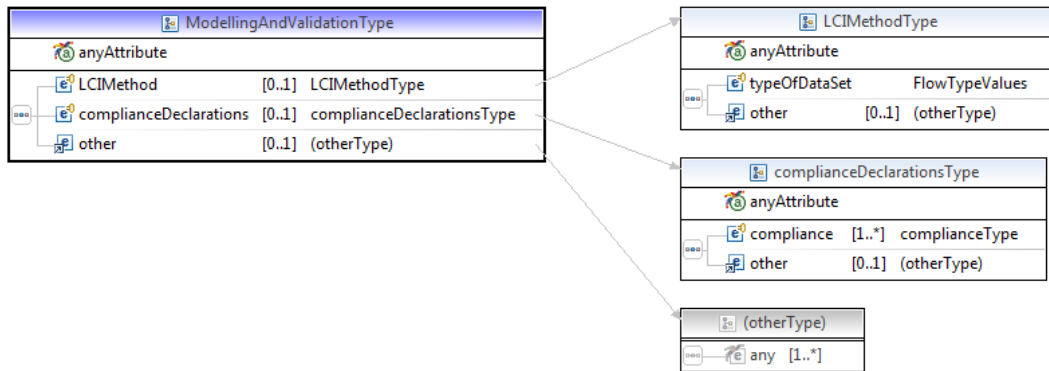 ModellingAndValidationType
anyAttribute
LCIMethod [0..1] LCIMethodType
complianceDeclarations [0..1] complianceDeclarationsType
other [0..1] (otherType)
LCIMethodType
anyAttribute
typeOfDataSet FlowTypeValues
other [0..1] (otherType)
complianceDeclarationsType
anyAttribute
compliance [1..*] complianceType
other [0..1] (otherType)
(otherType)
any [1..*]